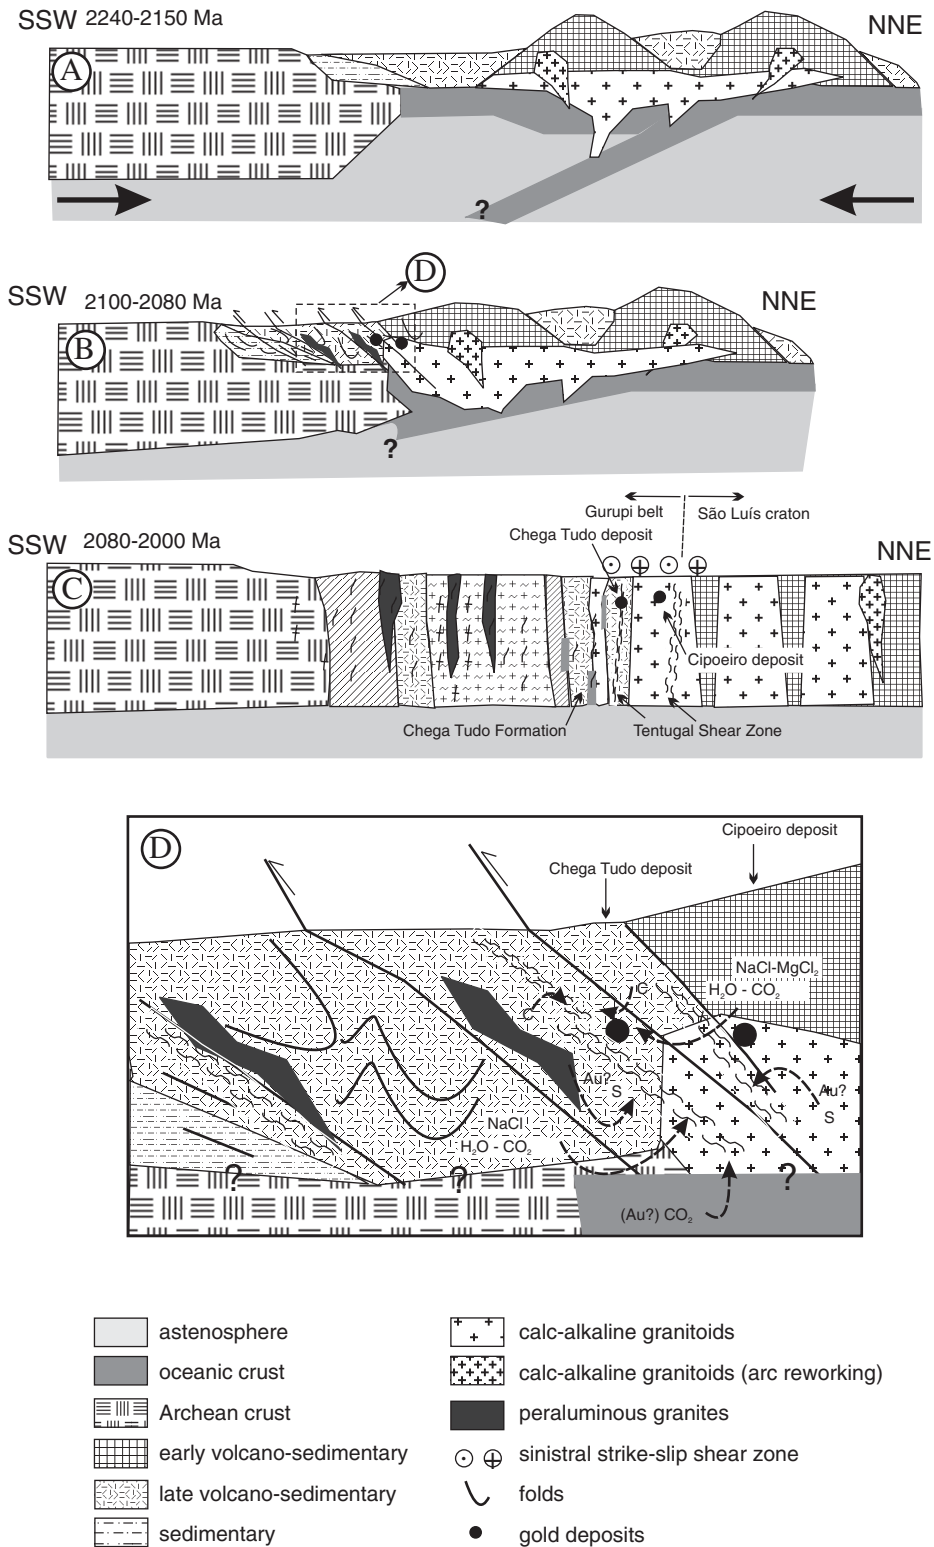 SSW 2240-2150 Ma
NNE
A
?
D
SSW 2100-2080 Ma
NNE
B
?
Gurupi belt
São Luís craton
Chega Tudo deposit
SSW 2080-2000 Ma
NNE
C
Cipoeiro deposit
Chega Tudo Formation
Tentugal Shear Zone
D
Cipoeiro deposit
Chega Tudo deposit
NaCl-MgCl₂
H₂O - CO₂
C
C
Au?
S
Au?
S
NaCl
H₂O - CO₂
?
?
?
(Au?) CO₂
astenosphere
calc-alkaline granitoids
oceanic crust
calc-alkaline granitoids (arc reworking)
Archean crust
peraluminous granites
early volcano-sedimentary
sinistral strike-slip shear zone
late volcano-sedimentary
folds
sedimentary
gold deposits